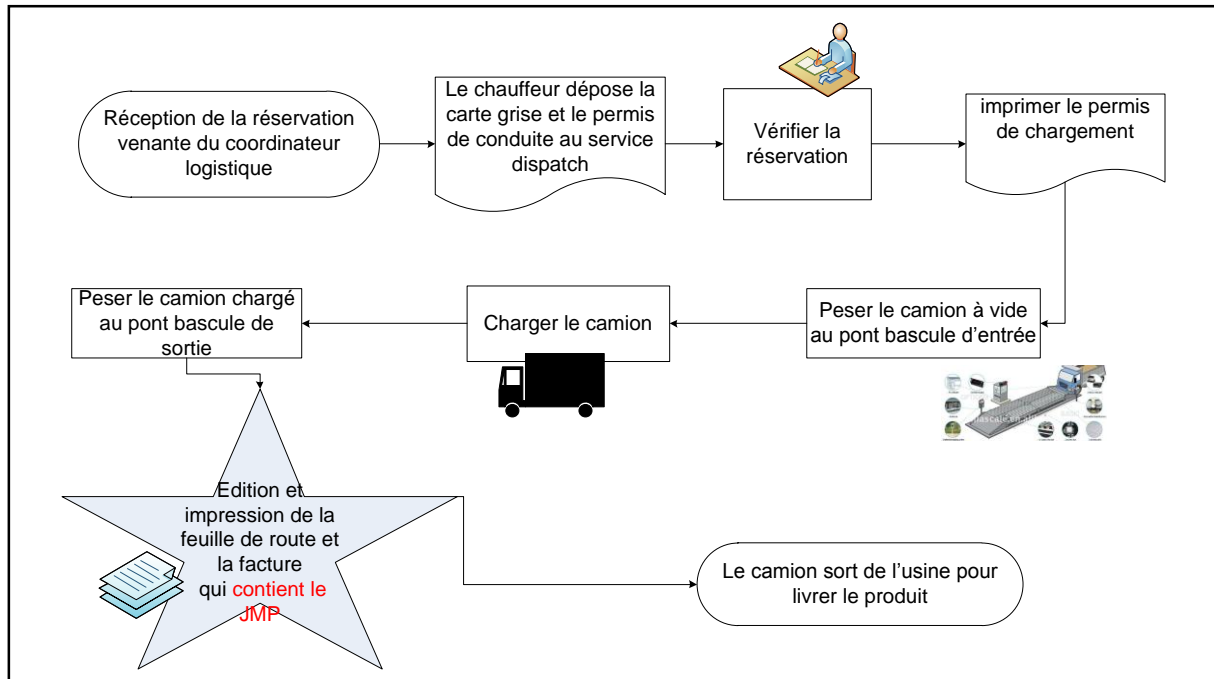 Réception de la réservation
venante du coordinateur
logistique
Le chauffeur dépose la
carte grise et le permis
de conduite au service
dispatch
Vérifier la
réservation
imprimer le permis
de chargement
Peser le camion à vide
au pont bascule d'entrée
Charger le camion
Peser le camion chargé
au pont bascule de
sortie
Edition et
impression de la
feuille de route et
la facture
qui contient le
JMP
Le camion sort de l'usine pour
livrer le produit